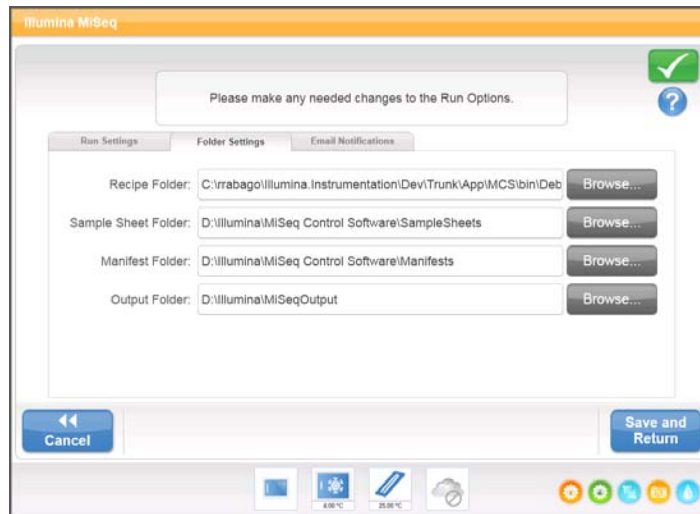 Illumina MiSeq
Please make any needed changes to the Run Options.
Run Settings
Folder Settings
Email Notifications
Recipe Folder: C:\rrabago\Illumina.Instrumentation\Dev\Trunk\App\MCS\bin\Deb Browse...
Sample Sheet Folder: D:\Illumina\MiSeq Control Software\SampleSheets Browse...
Manifest Folder: D:\Illumina\MiSeq Control Software\Manifests Browse...
Output Folder: D:\Illumina\MiSeqOutput Browse...
Cancel
Save and
Return
4.00 °C
25.00 °C